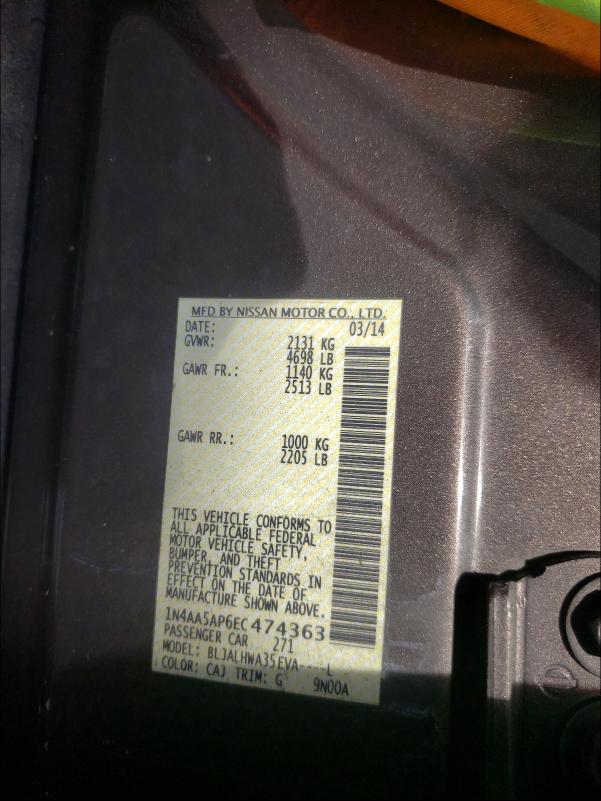 MFD BY NISSAN MOTOR CO., LTD.
DATE: 03/14
GVWR: 2131 KG
4698 LB
GAWR FR.: 1140 KG
2513 LB
GAWR RR.: 1000 KG
2205 LB
THIS VEHICLE CONFORMS TO
ALL APPLICABLE FEDERAL
MOTOR VEHICLE SAFETY,
BUMPER, AND THEFT
PREVENTION STANDARDS IN
EFFECT ON THE DATE OF
MANUFACTURE SHOWN ABOVE.
1N4AA5AP6EC474363
PASSENGER CAR 271
MODEL: BLJALHWA35EVA----L
COLOR: CAJ TRIM: G 9N00A